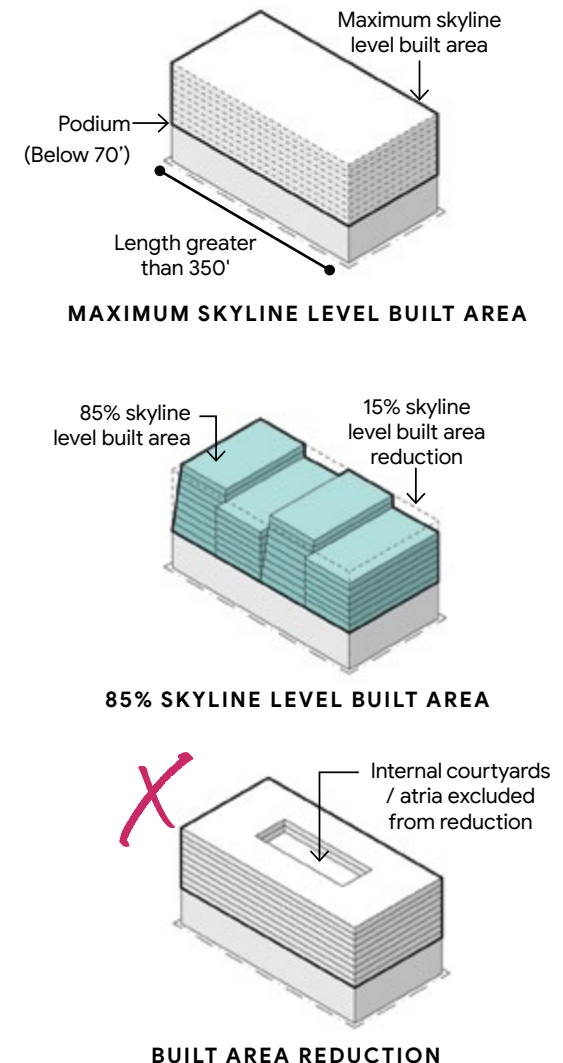 Maximum skyline
level built area
Podium
(Below 70’)
Length greater
than 350'
MAXIMUM SKYLINE LEVEL BUILT AREA
85% skyline
level built area
15% skyline
level built area
reduction
85% SKYLINE LEVEL BUILT AREA
Internal courtyards
/ atria excluded
from reduction
BUILT AREA REDUCTION